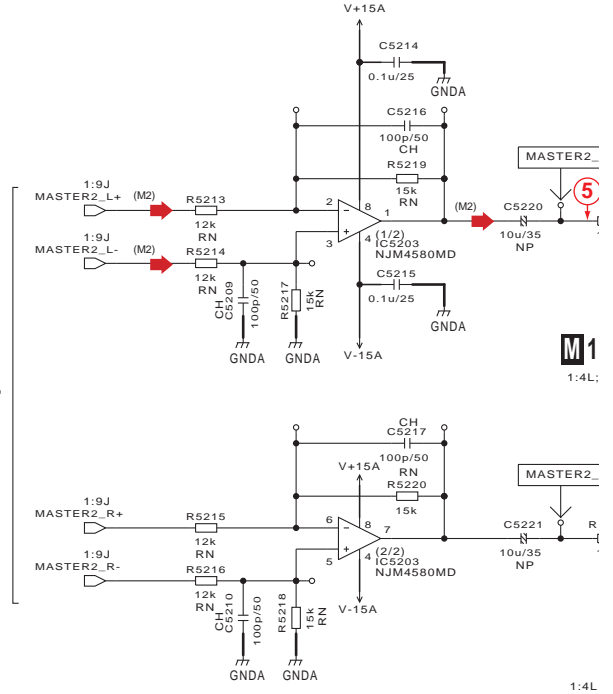 V+15A
C5214
0.1u/25
GNDA
C5216
100p/50
CH
R5219
15k
RN
MASTER2_
5
1:9J
MASTER2_L+
(M2)
R5213
12k
RN
2
8
1
3
4
(1/2)
IC5203
NJM4580MD
(M2)
C5220
10u/35
NP
1:9J
MASTER2_L-
(M2)
R5214
12k
RN
CH
C5209
100p/50
R5217
15k
RN
C5215
0.1u/25
GNDA
GNDA
GNDA
V-15A
M 1
1:4L;
CH
C5217
100p/50
RN
V+15A
R5220
15k
MASTER2_
1:9J
MASTER2_R+
R5215
12k
RN
6
8
7
5
4
(2/2)
IC5203
NJM4580MD
C5221
10u/35
NP
R
1:9J
MASTER2_R-
R5216
12k
RN
CH
C5210
100p/50
R5218
15k
RN
V-15A
GNDA
GNDA
1:4L